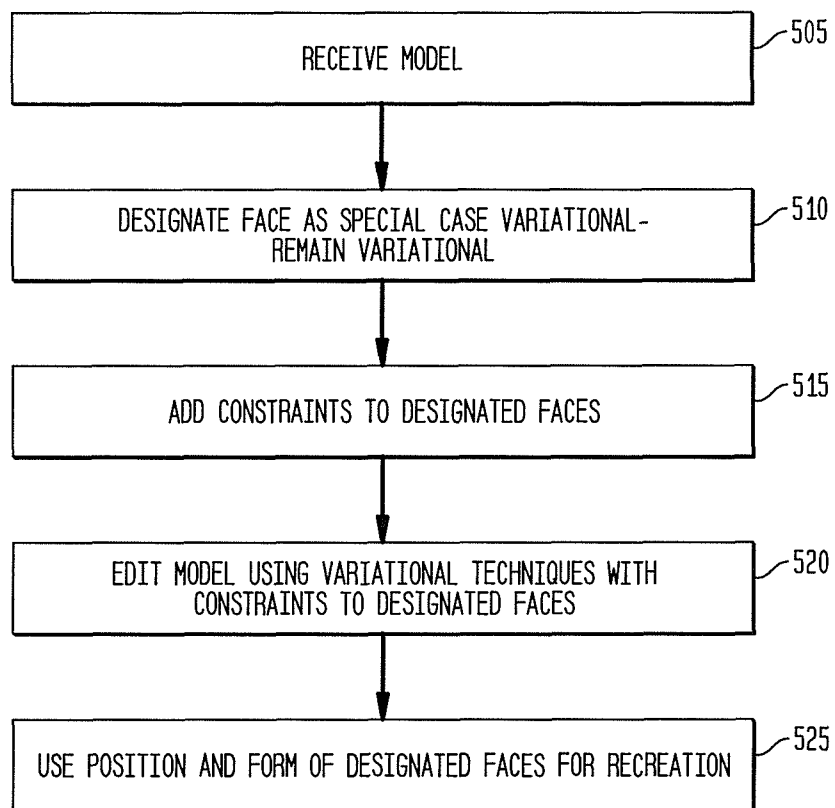 RECEIVE MODEL
505
DESIGNATE FACE AS SPECIAL CASE VARIATIONAL-
REMAIN VARIATIONAL
510
ADD CONSTRAINTS TO DESIGNATED FACES
515
EDIT MODEL USING VARIATIONAL TECHNIQUES WITH
CONSTRAINTS TO DESIGNATED FACES
520
USE POSITION AND FORM OF DESIGNATED FACES FOR RECREATION
525